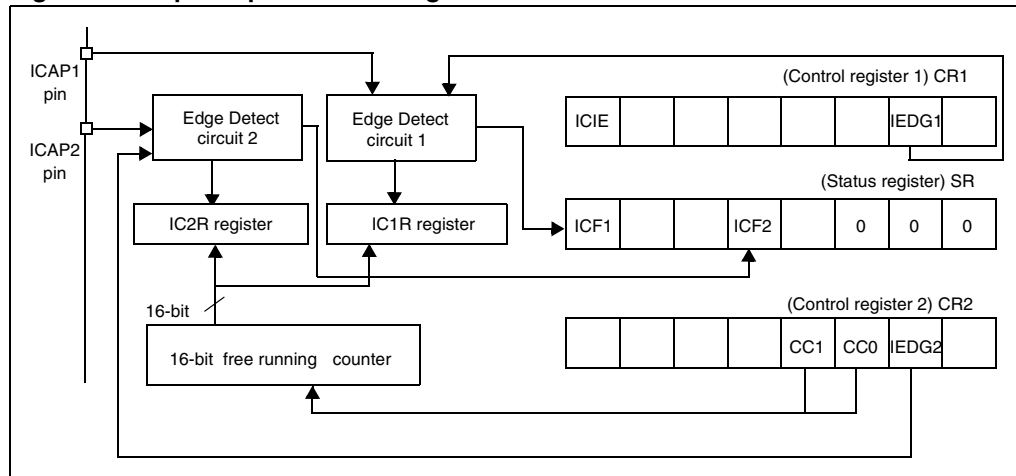 ICAP1
pin
ICAP2
pin
Edge Detect
circuit 2
Edge Detect
circuit 1
IC2R register
IC1R register
16-bit
16-bit free running counter
(Control register 1) CR1
ICIE IEDG1
(Status register) SR
ICF1 ICF2 0 0 0
(Control register 2) CR2
CC1 CC0 IEDG2